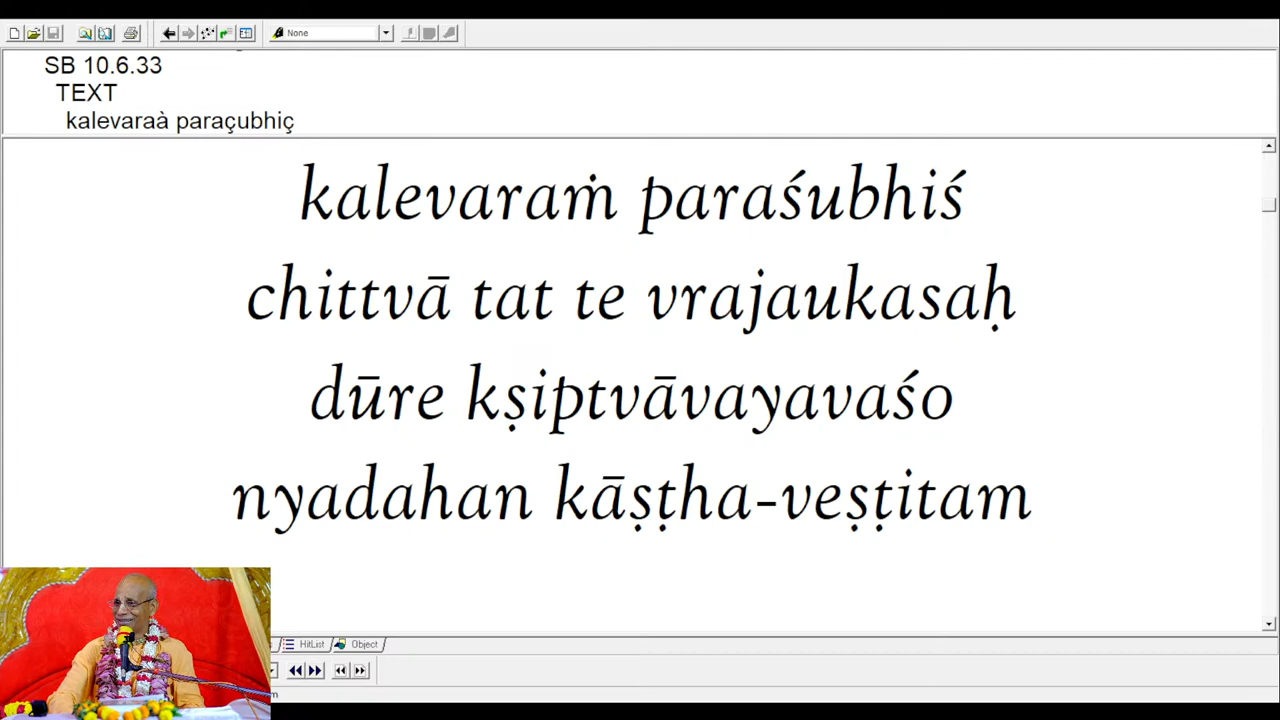 None
SB 10.6.33
TEXT
kalevaraà paraçubhiç
kalevaraṁ paraśubhiś
chittvā tat te vrajaukasaḥ
dūre kṣiptvāvayavaśo
nyadahan kāṣṭha-veṣṭitam
HitList
Object